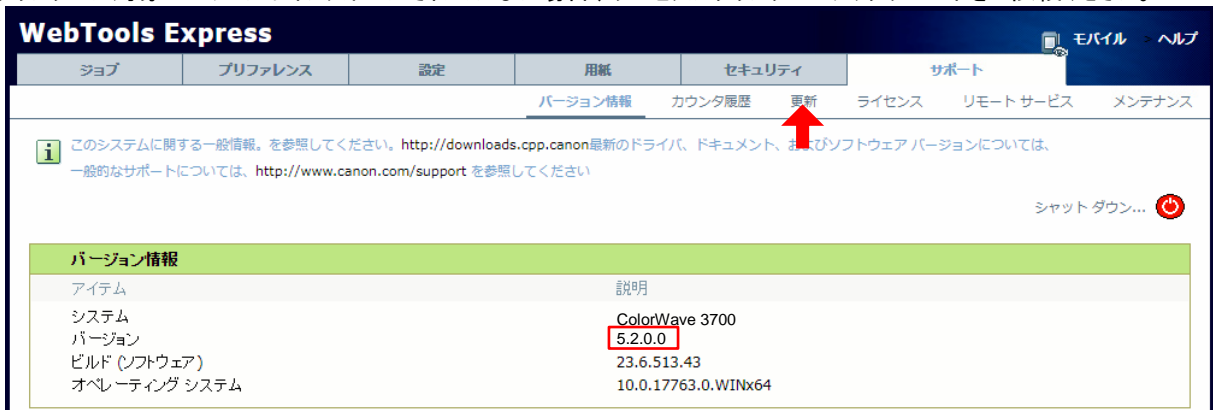 WebTools Express
モバイル ヘルプ
ジョブ プリファレンス 設定 用紙 セキュリティ サポート
バージョン情報 カウンタ履歴 更新 ライセンス リモート サービス メンテナンス
このシステムに関する一般情報。を参照してください。http://downloads.cpp.canon最新のドライバ、ドキュメント、およびソフトウェア バージョンについては、
一般的なサポートについては、http://www.canon.com/support を参照してください
シャット ダウン...
バージョン情報
アイテム 説明
システム ColorWave 3700
バージョン 5.2.0.0
ビルド (ソフトウェア) 23.6.513.43
オペレーティング システム 10.0.17763.0.WINx64